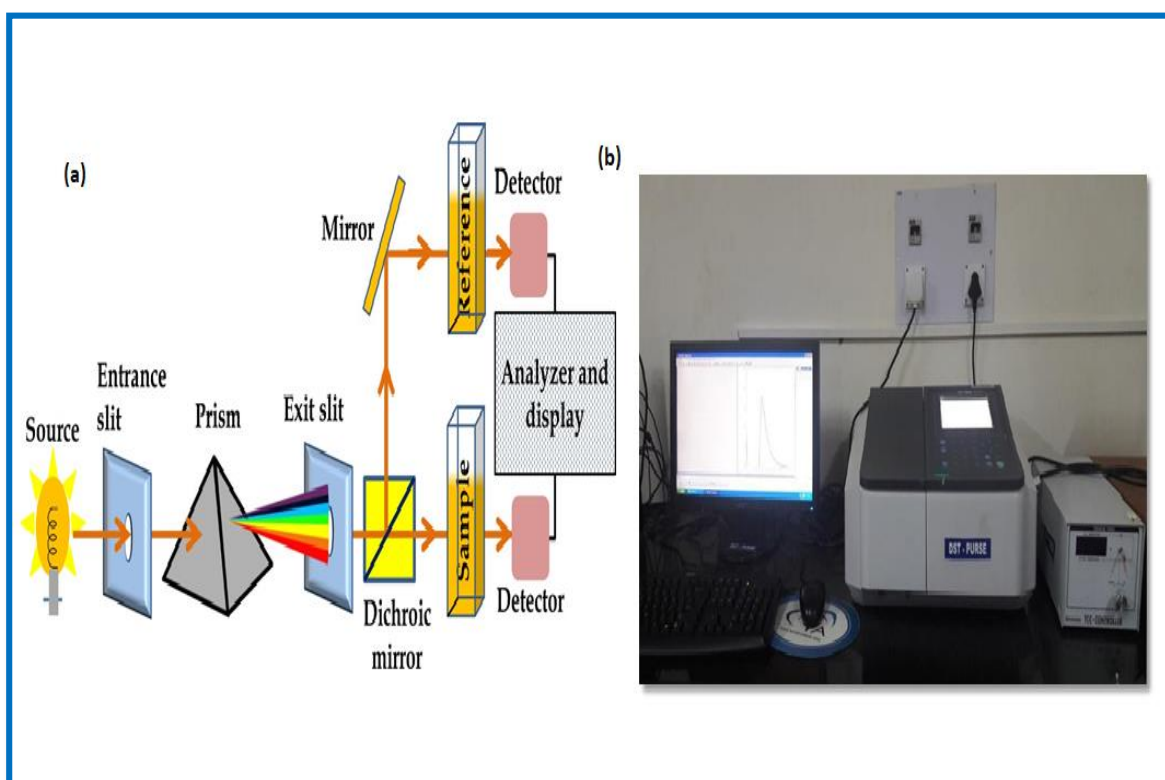 (a)
Source
Entrance
slit
Prism
Exit slit
Mirror
Reference
Detector
Dichroic
mirror
Sample
Detector
Analyzer and
display
(b)
DST - PURSE